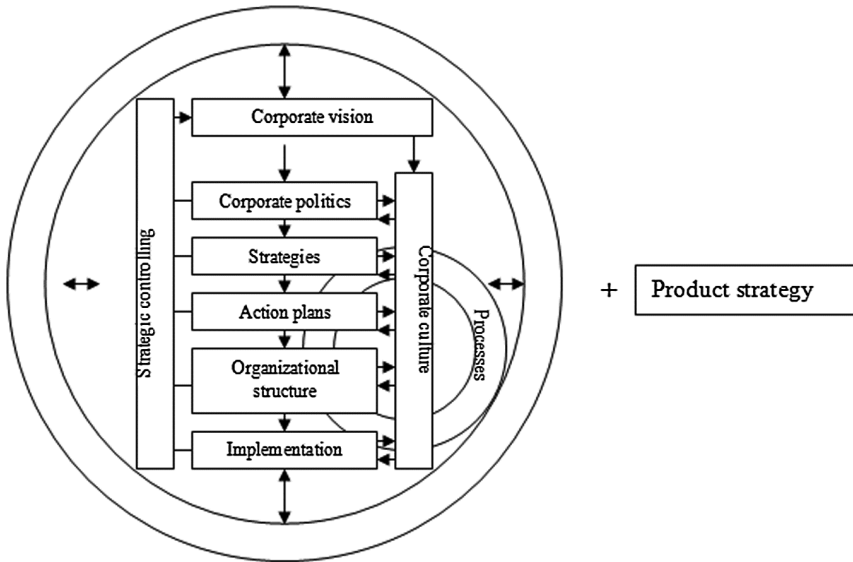 Corporate vision
Corporate politics
Strategies
Action plans
Organizational
structure
Implementation
Strategic controlling
Corporate culture
Processes
+
Product strategy